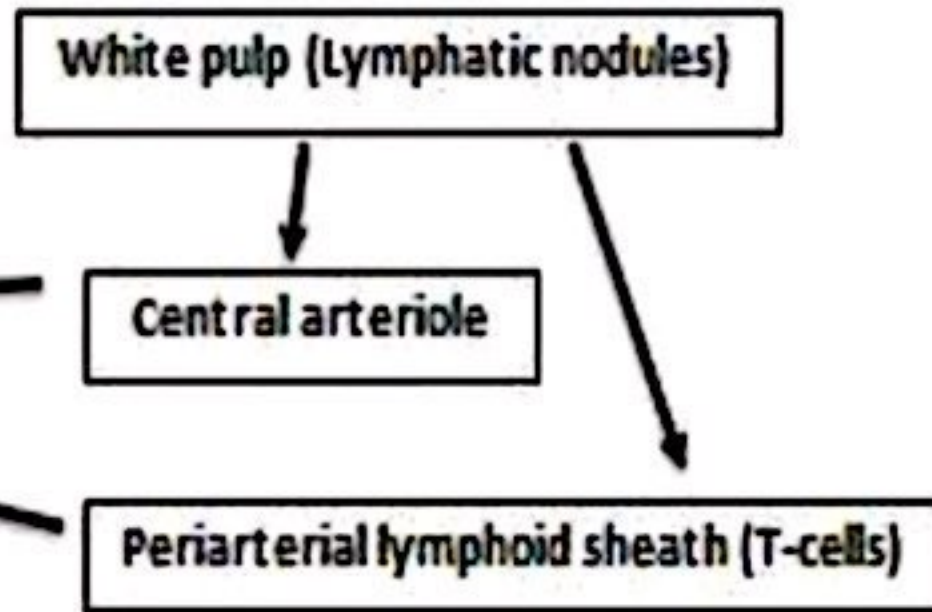 White pulp (Lymphatic nodules)
Central arteriole
Periarterial lymphoid sheath (T-cells)